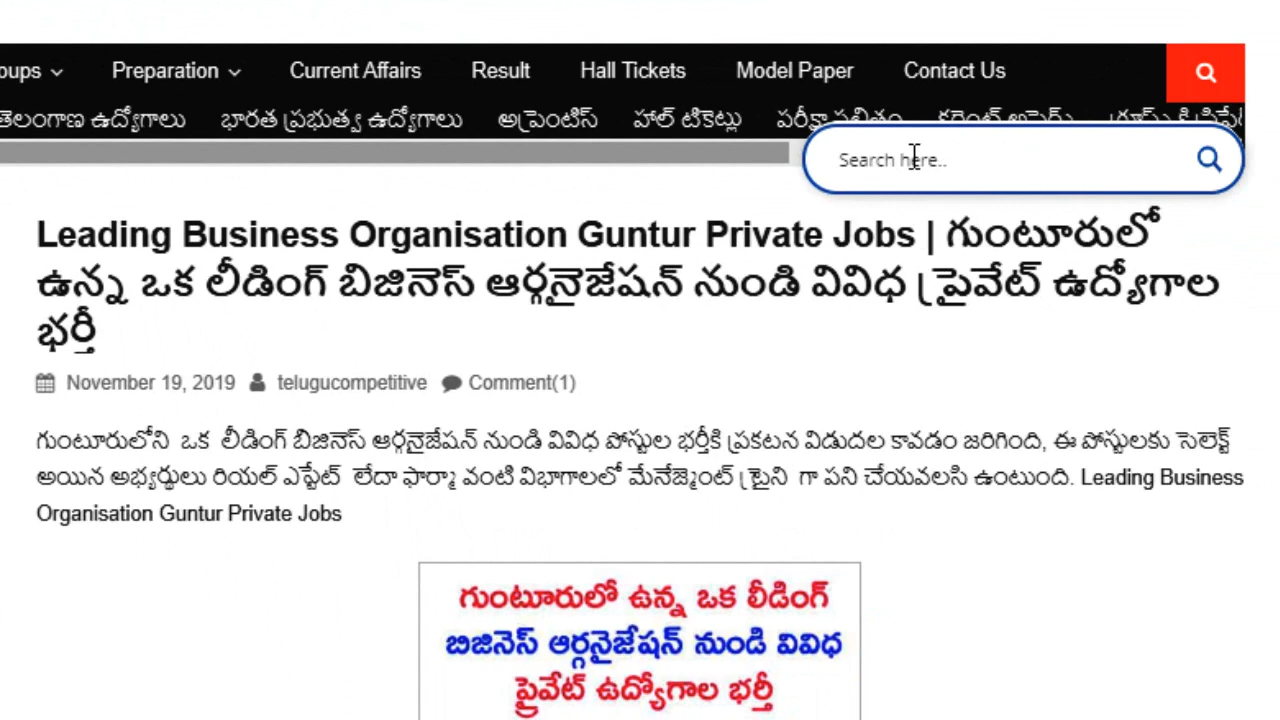 Preparation Current Affairs Result Hall Tickets Model Paper Contact Us
తెలంగాణ ఉద్యోగాలు భారత ప్రభుత్వ ఉద్యోగాలు అప్రెంటిస్ హాల్ టికెట్లు
Search here..
Leading Business Organisation Guntur Private Jobs | గుంటూరులో
ఉన్న ఒక లీడింగ్ బిజినెస్ ఆర్గనైజేషన్ నుండి వివిధ ప్రైవేట్ ఉద్యోగాల
భర్తీ
November 19, 2019 telugucompetitive Comment(1)
గుంటూరులోని ఒక లీడింగ్ బిజినెస్ ఆర్గనైజేషన్ నుండి వివిధ పోస్టుల భర్తీకి ప్రకటన విడుదల కావడం జరిగింది, ఈ పోస్టులకు సెలెక్ట్
అయిన అభ్యర్థులు రియల్ ఎస్టేట్ లేదా ఫార్మా వంటి విభాగాలలో మేనేజ్మెంట్ ట్రైని గా పని చేయవలసి ఉంటుంది. Leading Business
Organisation Guntur Private Jobs
గుంటూరులో ఉన్న ఒక లీడింగ్
బిజినెస్ ఆర్గనైజేషన్ నుండి వివిధ
ప్రైవేట్ ఉద్యోగాల భర్తీ